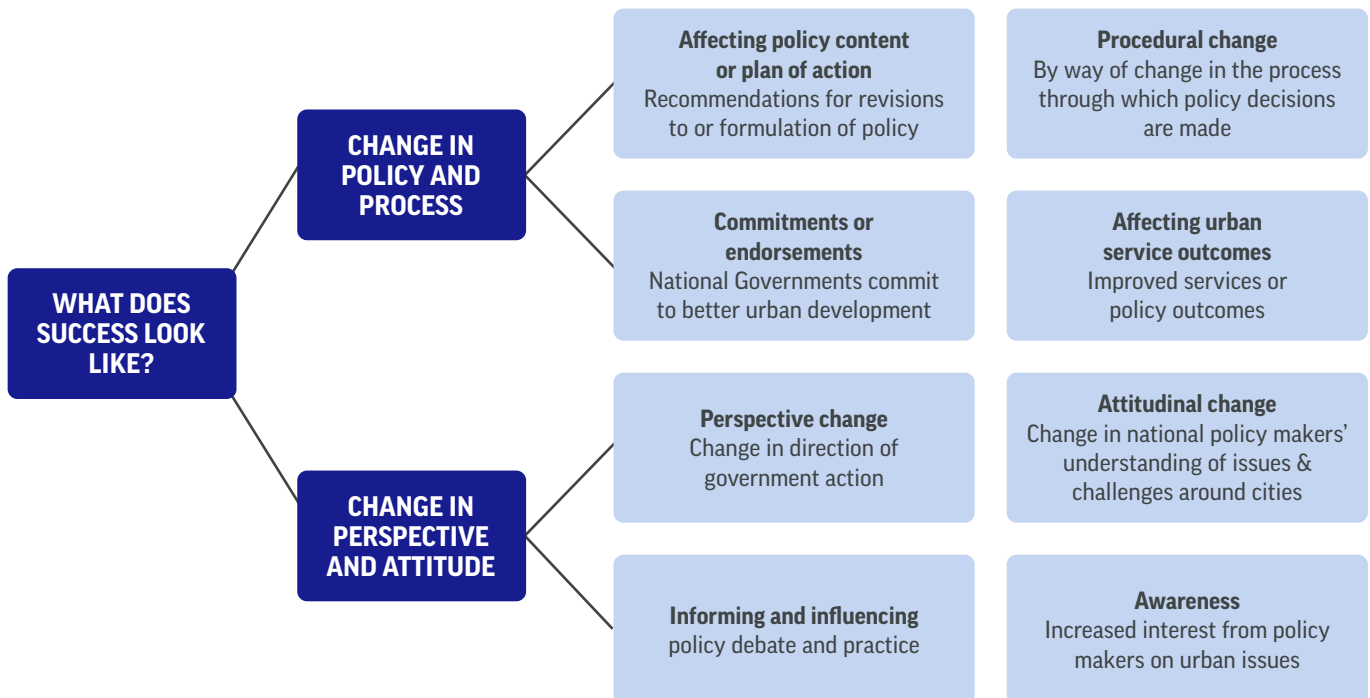 WHAT DOES
SUCCESS LOOK
LIKE?
CHANGE IN
POLICY AND
PROCESS
Affecting policy content
or plan of action
Recommendations for revisions
to or formulation of policy
Procedural change
By way of change in the process
through which policy decisions
are made
Commitments or
endorsements
National Governments commit
to better urban development
Affecting urban
service outcomes
Improved services or
policy outcomes
CHANGE IN
PERSPECTIVE
AND ATTITUDE
Perspective change
Change in direction of
government action
Attitudinal change
Change in national policy makers’
understanding of issues &
challenges around cities
Informing and influencing
policy debate and practice
Awareness
Increased interest from policy
makers on urban issues